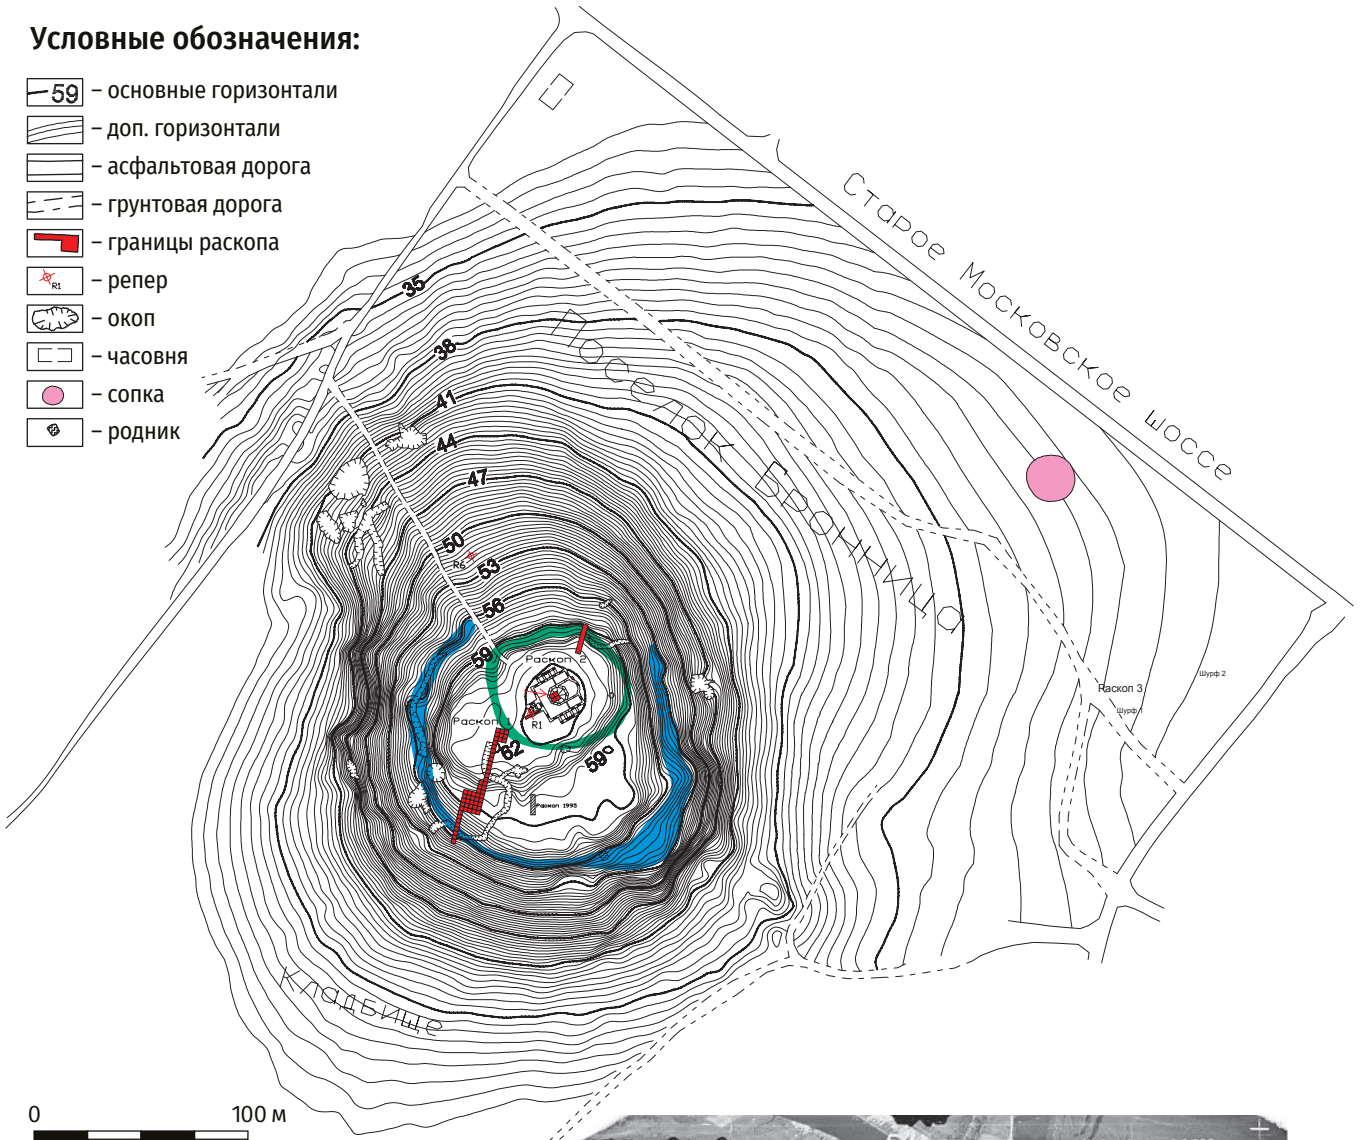 Условные обозначения:
59 – основные горизонтали
– доп. горизонтали
– асфальтовая дорога
– грунтовая дорога
– границы раскопа
R1 – репер
– окоп
– часовня
– сопка
– родник
Старое Московское шоссе
Поселок Бронница
35
38
41
44
47
50
R6
53
56
59
Раскоп 2
R1
Раскоп 1
62
59
Раскоп 1995
Раскоп 3
Шурф 1
Шурф 2
Кладбище
0 100 м